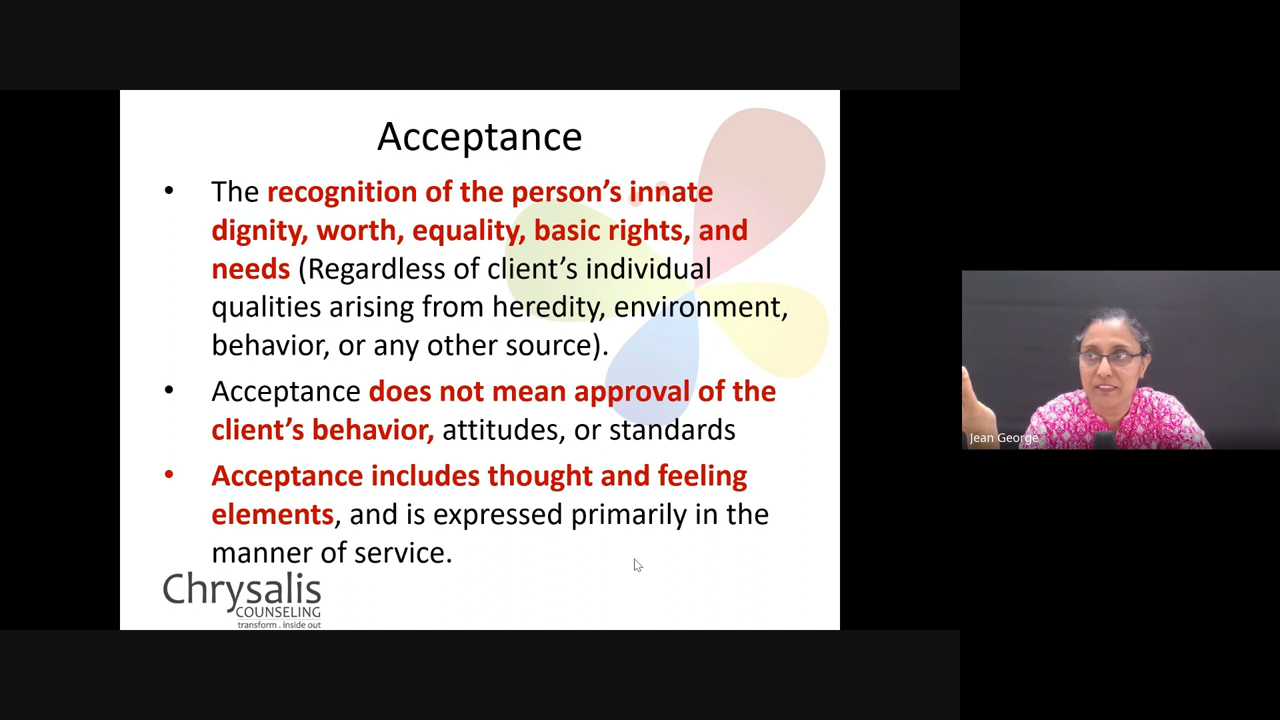 Acceptance
• The recognition of the person’s innate
dignity, worth, equality, basic rights, and
needs (Regardless of client’s individual
qualities arising from heredity, environment,
behavior, or any other source).
• Acceptance does not mean approval of the
client’s behavior, attitudes, or standards
• Acceptance includes thought and feeling
elements, and is expressed primarily in the
manner of service.
Chrysalis
COUNSELING
transform . inside out
Jean George